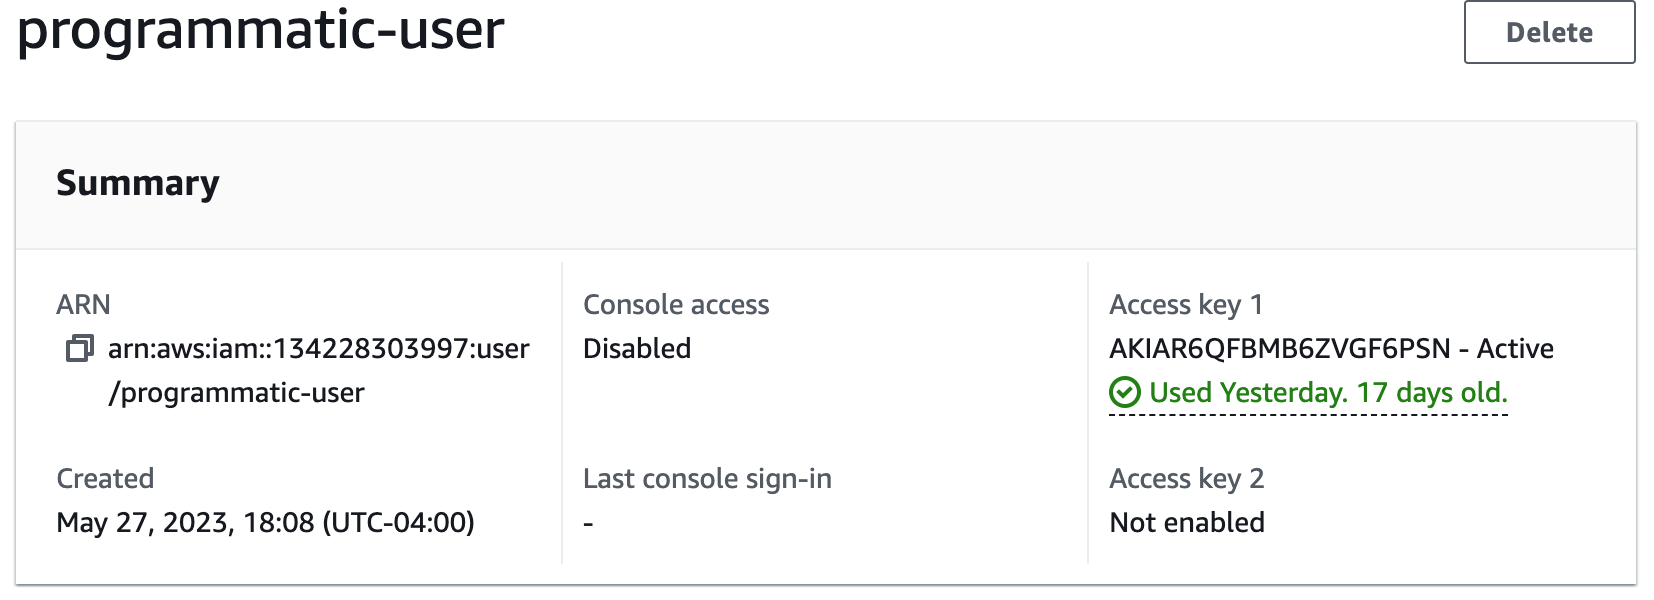 programmatic-user
Delete
Summary
ARN
arn:aws:iam::134228303997:user
/programmatic-user
Console access
Disabled
Access key 1
AKIAR6QFBMB6ZVGF6PSN - Active
Used Yesterday. 17 days old.
Created
May 27, 2023, 18:08 (UTC-04:00)
Last console sign-in
-
Access key 2
Not enabled